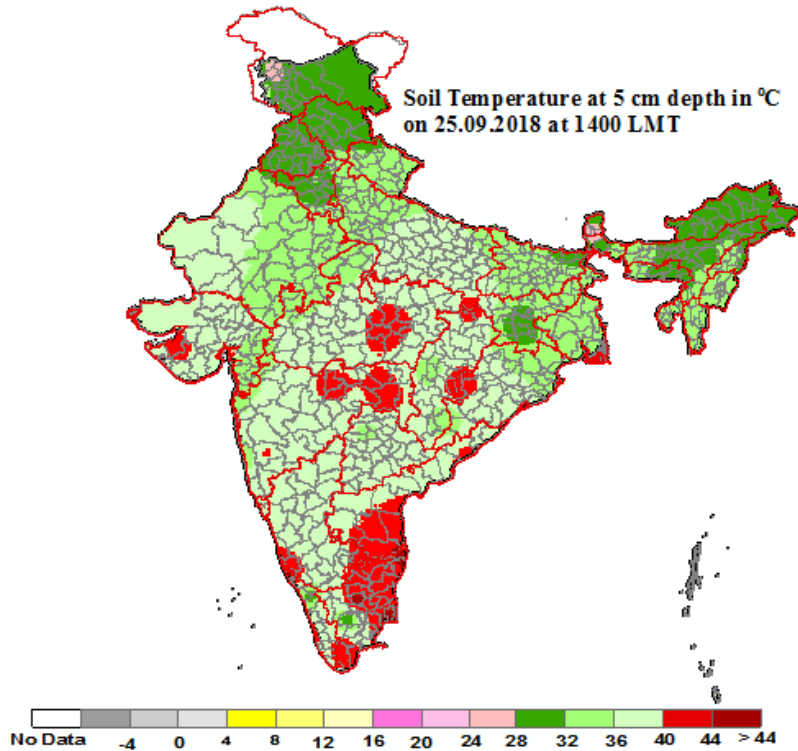 Soil Temperature at 5 cm depth in ⁰C
on 25.09.2018 at 1400 LMT
No Data -4 0 4 8 12 16 20 24 28 32 36 40 44 > 44